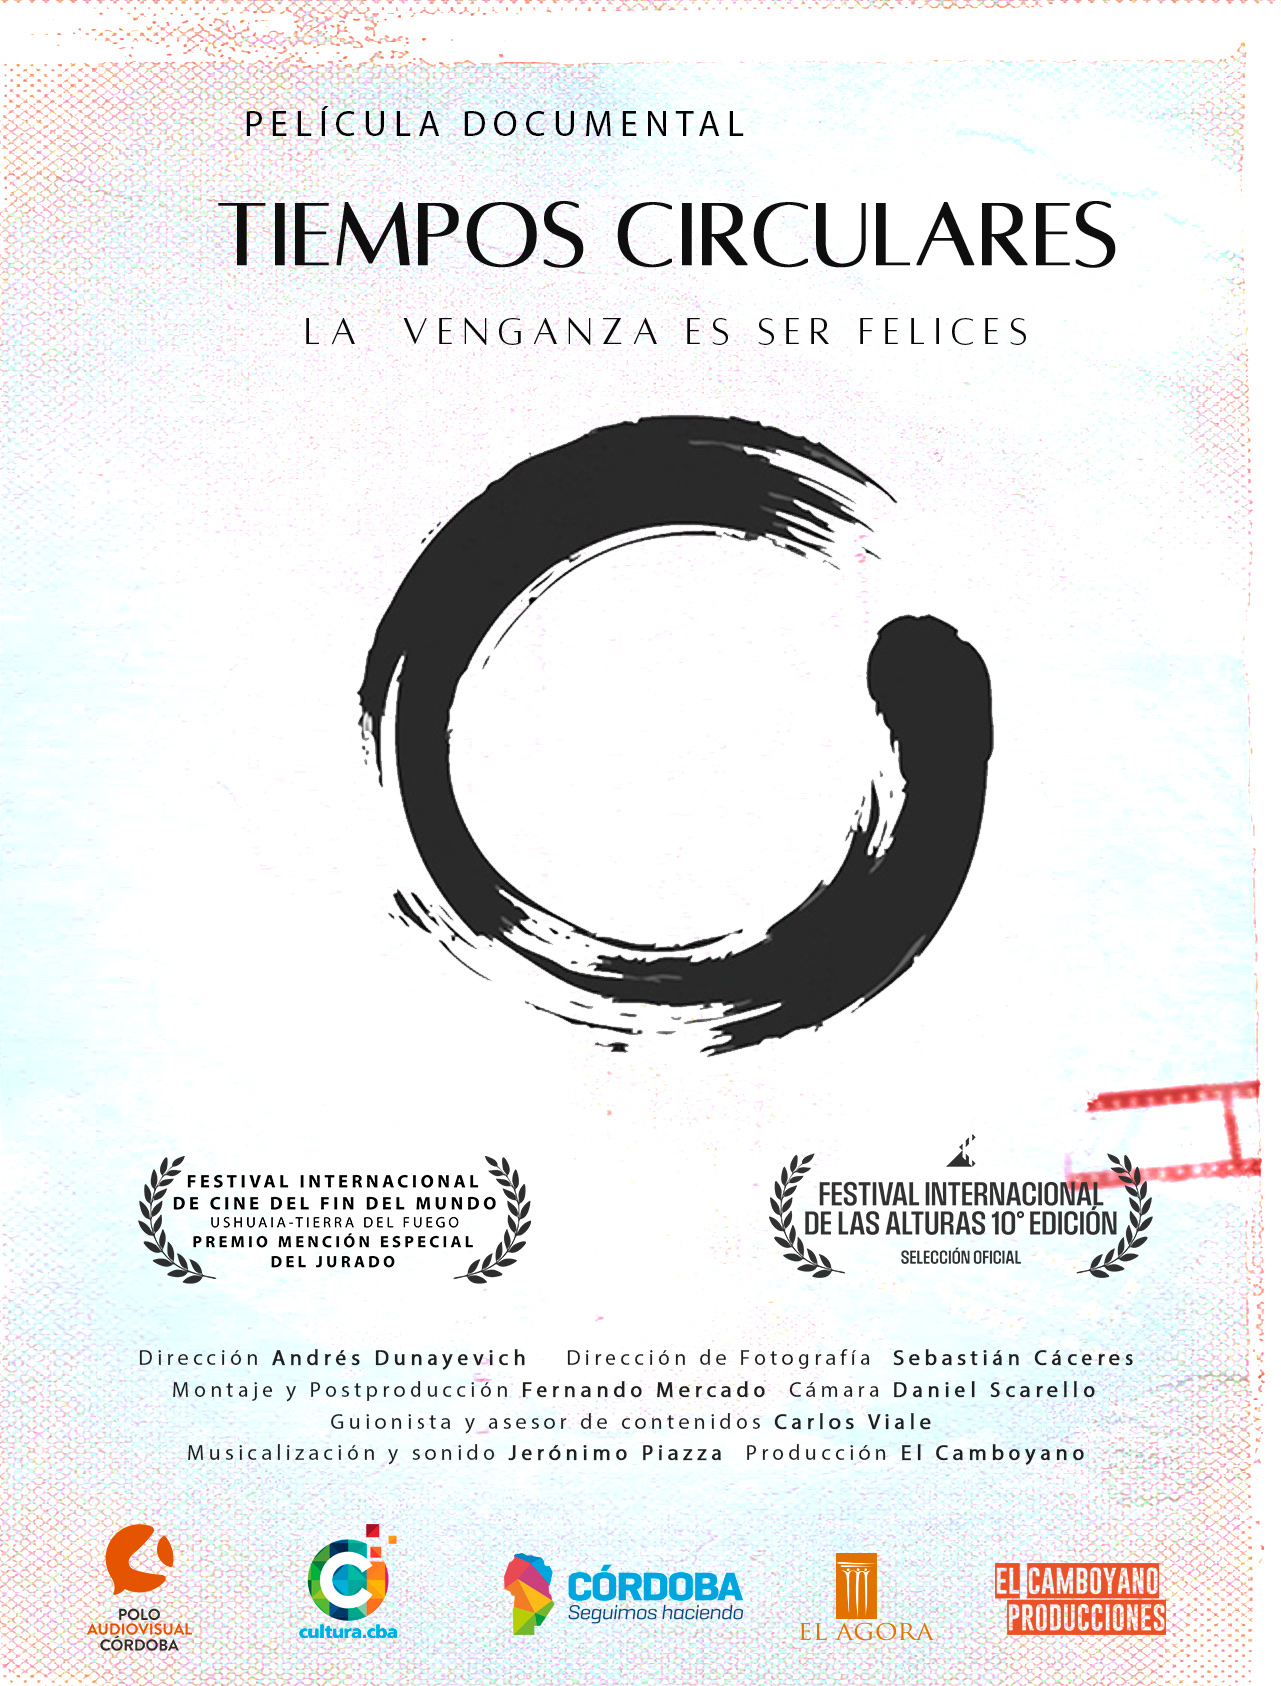 PELÍCULA DOCUMENTAL
TIEMPOS CIRCULARES
LA VENGANZA ES SER FELICES
FESTIVAL INTERNACIONAL
DE CINE DEL FIN DEL MUNDO
USHUAIA-TIERRA DEL FUEGO
PREMIO MENCIÓN ESPECIAL
DEL JURADO
FESTIVAL INTERNACIONAL
DE LAS ALTURAS 10° EDICIÓN
SELECCIÓN OFICIAL
Dirección Andrés Dunayevich Dirección de Fotografía Sebastián Cáceres
Montaje y Postproducción Fernando Mercado Cámara Daniel Scarello
Guionista y asesor de contenidos Carlos Viale
Musicalización y sonido Jerónimo Piazza Producción El Camboyano
POLO
AUDIOVISUAL
CÓRDOBA
Ci
cultura.cba
CÓRDOBA
Seguimos haciendo
EL AGORA
EL CAMBOYANO
PRODUCCIONES